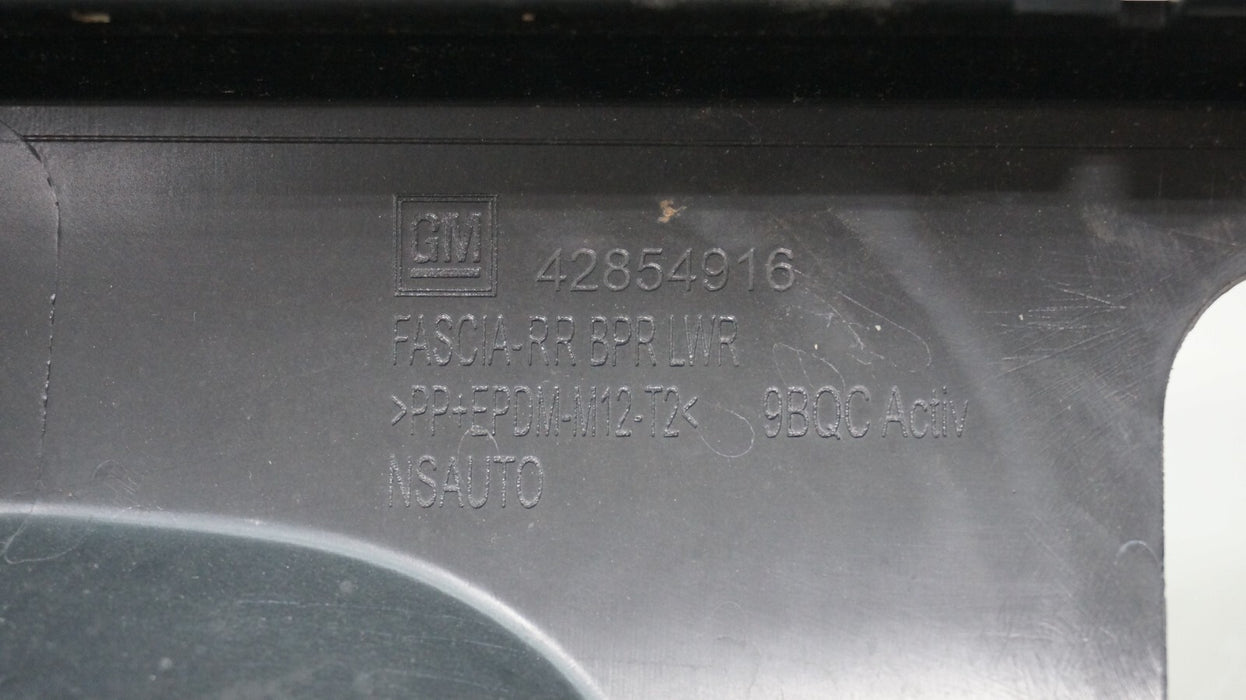 GM 42854916
FASCIA-RR BPR LWR
>PP+EPDM-M12-T2< 9BQC Activ
NSAUTO